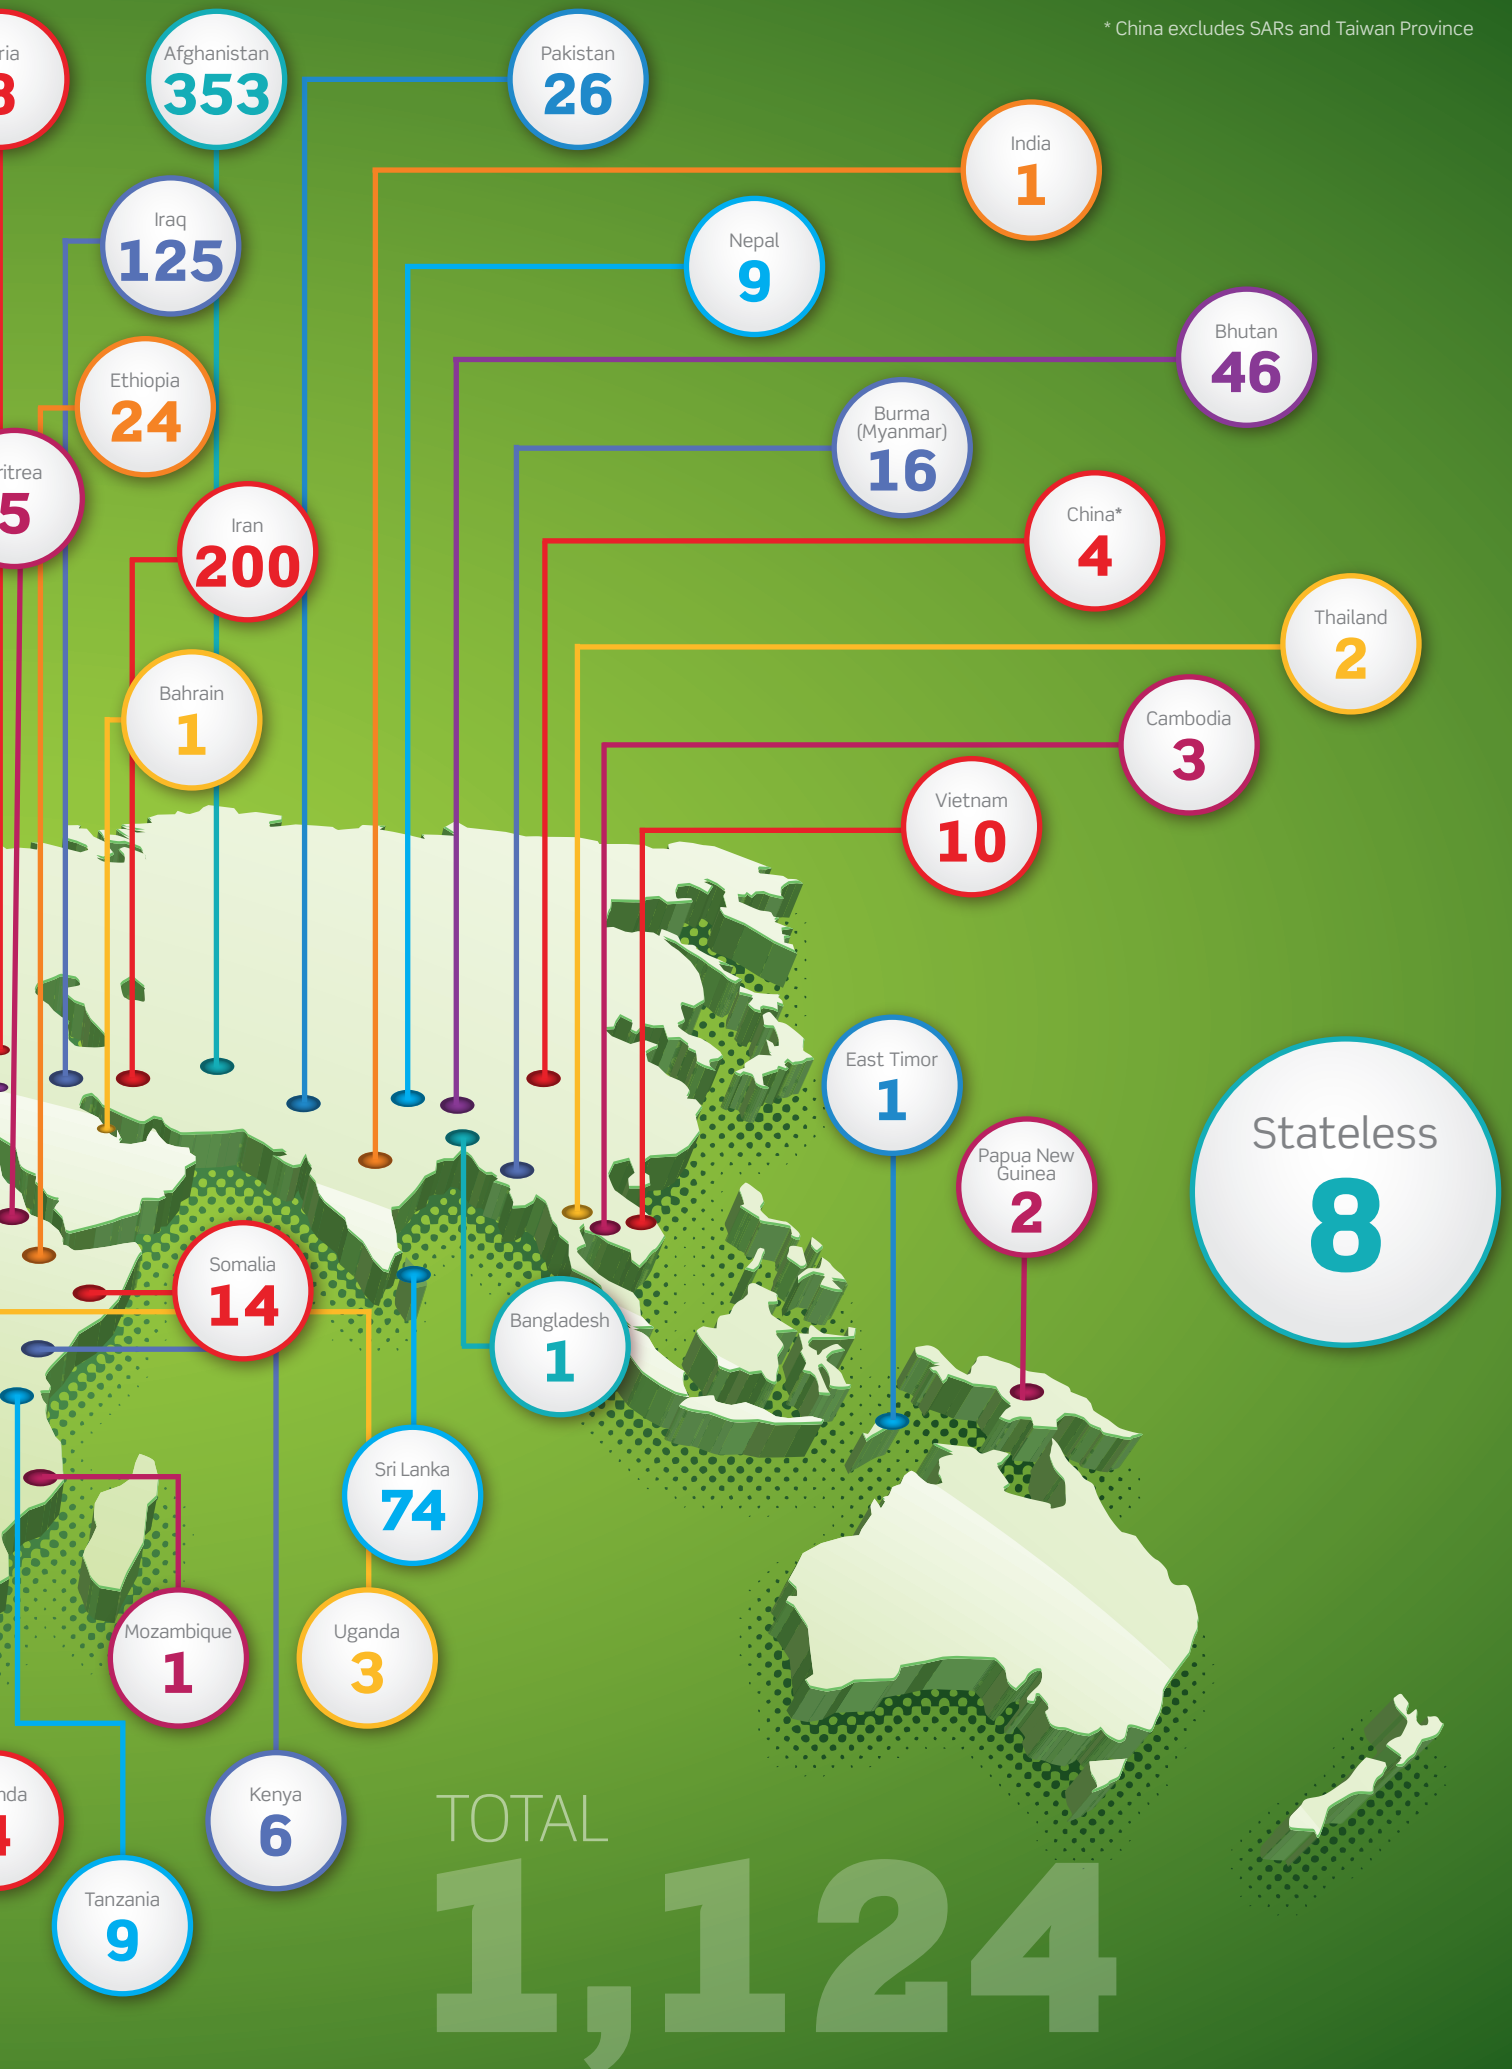 * China excludes SARs and Taiwan Province
Afghanistan
353
Pakistan
26
India
1
Iraq
125
Nepal
9
Bhutan
46
Ethiopia
24
Burma
(Myanmar)
16
ritrea
5
Iran
200
China*
4
Thailand
2
Bahrain
1
Cambodia
3
Vietnam
10
East Timor
1
Stateless
8
Papua New
Guinea
2
Somalia
14
Bangladesh
1
Sri Lanka
74
Mozambique
1
Uganda
3
nda
4
Kenya
6
Tanzania
9
TOTAL
1,124